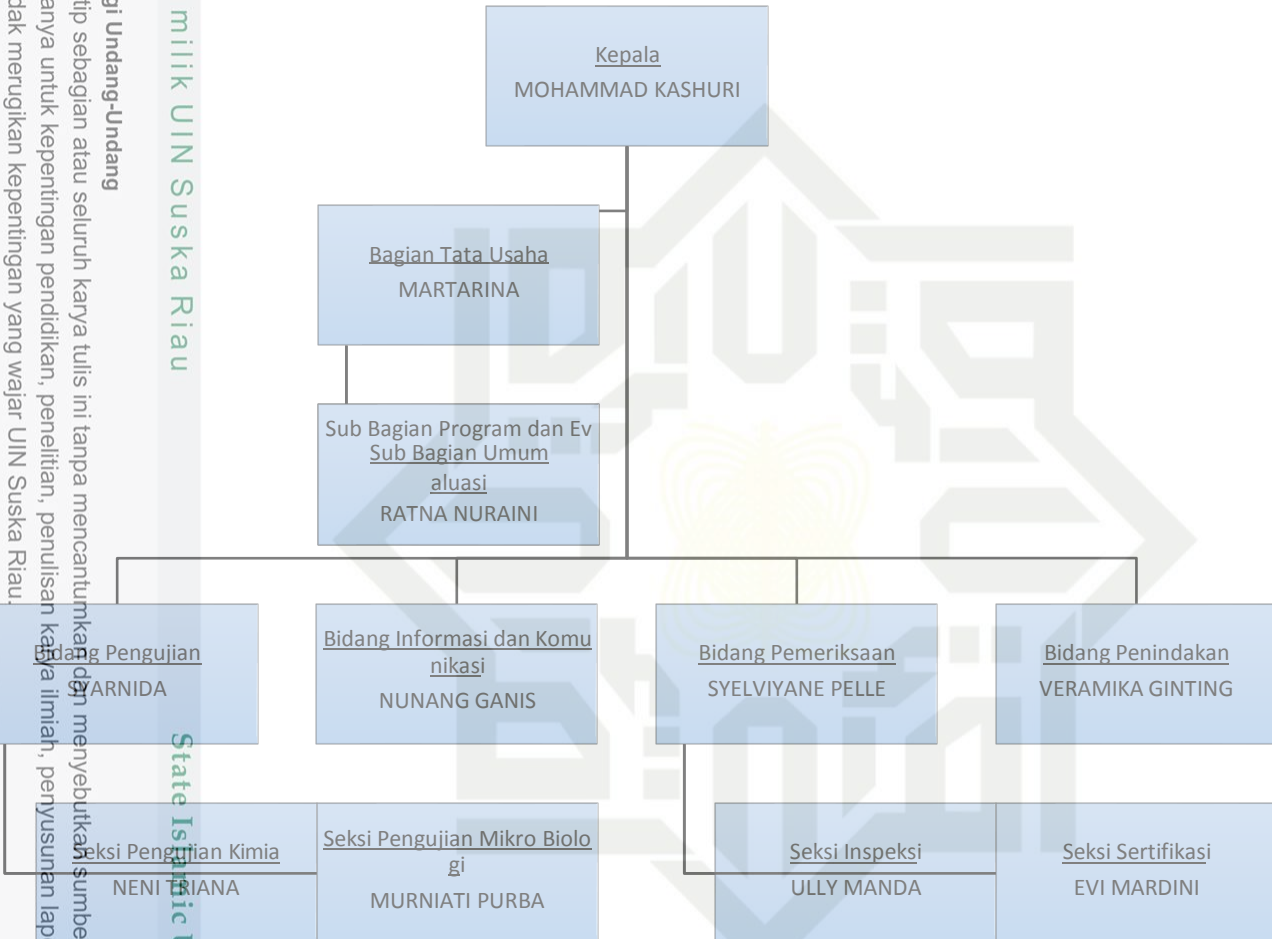 Kepala
MOHAMMAD KASHURI
Bagian Tata Usaha
MARTARINA
Sub Bagian Program dan Ev
Sub Bagian Umum
aluasi
RATNA NURAINI
Bidang Pengujian
SYARNIDA
Bidang Informasi dan Komu
nikasi
NUNANG GANIS
Bidang Pemeriksaan
SYELVIYANE PELLE
Bidang Penindakan
VERAMIKA GINTING
Seksi Pengujian Kimia
NENI TRIANA
Seksi Pengujian Mikro Biolo
gi
MURNIATI PURBA
Seksi Inspeksi
ULLY MANDA
Seksi Sertifikasi
EVI MARDINI
milik UIN Suska Riau
State Islamic
gi Undang-Undang
tip sebagian atau seluruh karya tulis ini tanpa mencantumkan dan menyebutkan sumbe
anya untuk kepentingan pendidikan, penelitian, penulisan karya ilmiah, penyusunan lap
dak merugikan kepentingan yang wajar UIN Suska Riau.